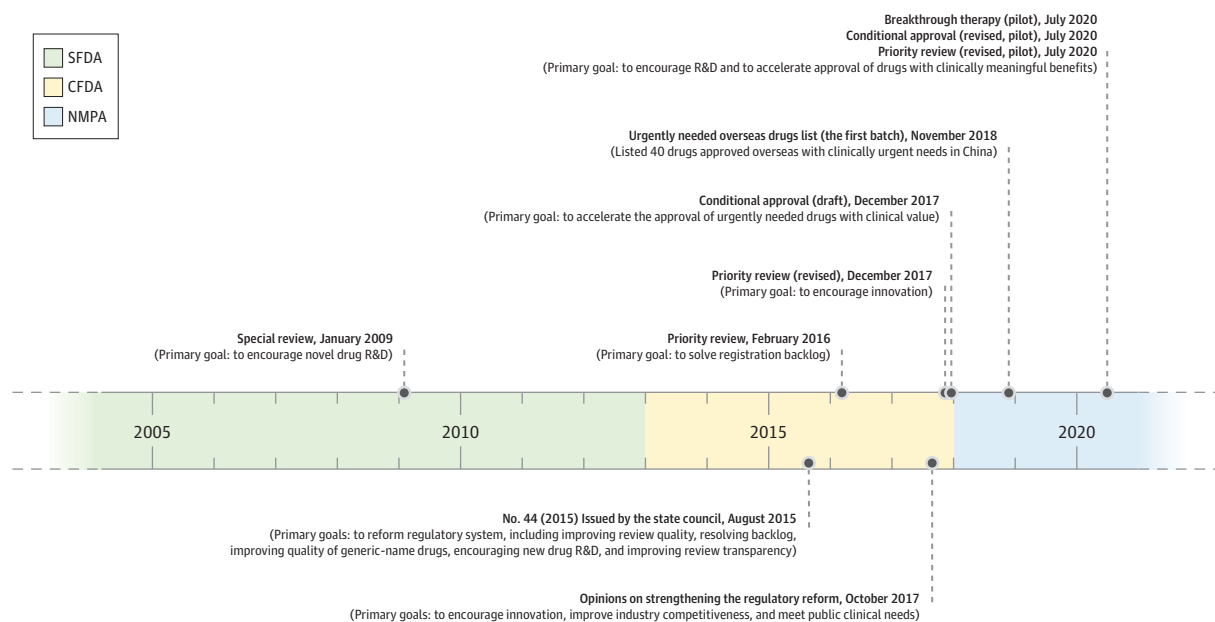 Breakthrough therapy (pilot), July 2020
Conditional approval (revised, pilot), July 2020
Priority review (revised, pilot), July 2020
(Primary goal: to encourage R&D and to accelerate approval of drugs with clinically meaningful benefits)
SFDA
CFDA
NMPA
Urgently needed overseas drugs list (the first batch), November 2018
(Listed 40 drugs approved overseas with clinically urgent needs in China)
Conditional approval (draft), December 2017
(Primary goal: to accelerate the approval of urgently needed drugs with clinical value)
Priority review (revised), December 2017
(Primary goal: to encourage innovation)
Special review, January 2009
(Primary goal: to encourage novel drug R&D)
Priority review, February 2016
(Primary goal: to solve registration backlog)
2005
2010
2015
2020
No. 44 (2015) Issued by the state council, August 2015
(Primary goals: to reform regulatory system, including improving review quality, resolving backlog,
improving quality of generic-name drugs, encouraging new drug R&D, and improving review transparency)
Opinions on strengthening the regulatory reform, October 2017
(Primary goals: to encourage innovation, improve industry competitiveness, and meet public clinical needs)